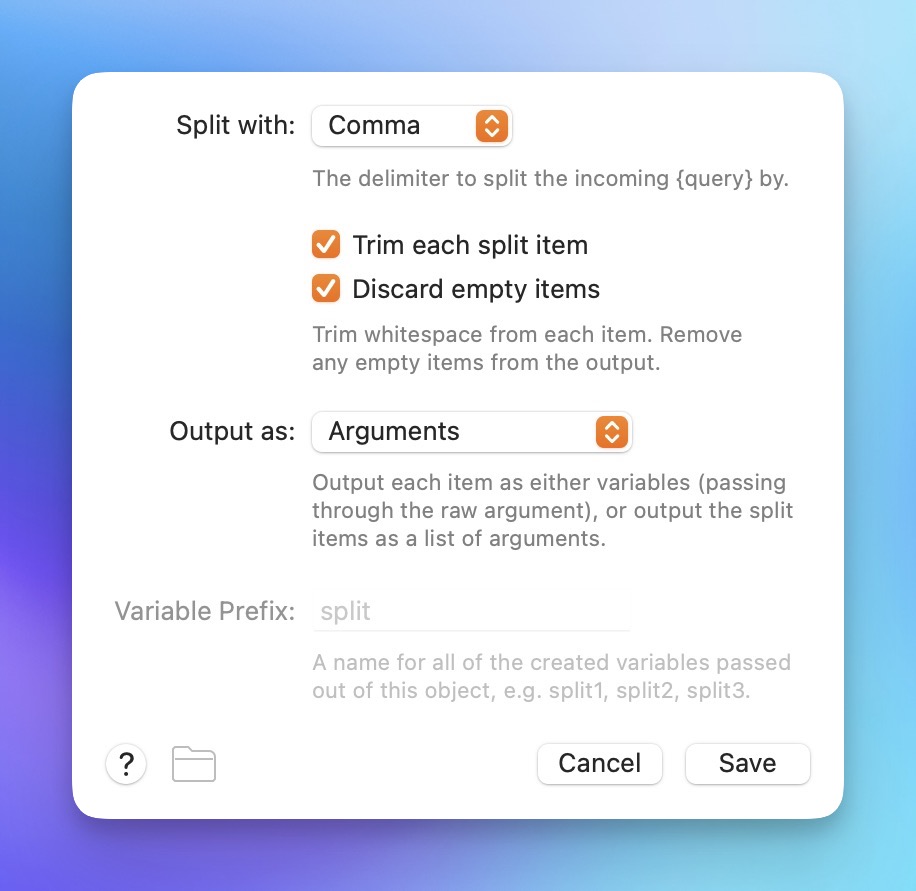 Split with: Comma
The delimiter to split the incoming {query} by.
Trim each split item
Discard empty items
Trim whitespace from each item. Remove
any empty items from the output.
Output as: Arguments
Output each item as either variables (passing
through the raw argument), or output the split
items as a list of arguments.
Variable Prefix: split
A name for all of the created variables passed
out of this object, e.g. split1, split2, split3.
? Cancel Save